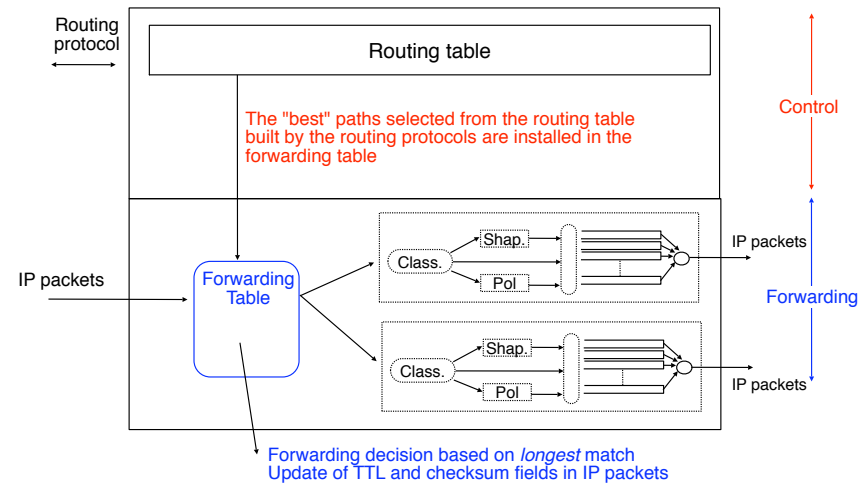 Routing
protocol
Routing table
The "best" paths selected from the routing table
built by the routing protocols are installed in the
forwarding table
Control
IP packets
Forwarding
Table
Class.
Shap.
Pol
IP packets
Forwarding
Class.
Shap.
Pol
IP packets
Forwarding decision based on longest match
Update of TTL and checksum fields in IP packets